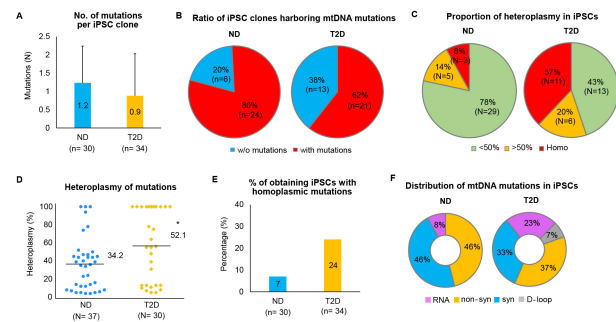 A
No. of mutations
per iPSC clone
Mutations (N)
2.5
2
1.5
1
0.5
0
1.2
0.9
ND
(n= 30)
T2D
(n= 34)
B
Ratio of iPSC clones harboring mtDNA mutations
ND
T2D
20%
(n=6)
80%
(n=24)
38%
(n=13)
62%
(n=21)
w/o mutations
with mutations
C
Proportion of heteroplasmy in iPSCs
ND
T2D
8%
(N=3)
14%
(N=5)
78%
(N=29)
37%
(N=11)
43%
(N=13)
20%
(N=6)
<50%
>50%
Homo
D
Heteroplasmy of mutations
Heteroplasmy (%)
100
80
60
40
20
0
34.2
*
52.1
ND
(N= 37)
T2D
(N= 30)
E
% of obtaining iPSCs with
homoplasmic mutations
Percentage (%)
40
30
20
10
0
7
24
ND
(n= 30)
T2D
(n= 34)
F
Distribution of mtDNA mutations in iPSCs
ND
T2D
8%
46%
46%
23%
7%
33%
37%
RNA
non-syn
syn
D-loop